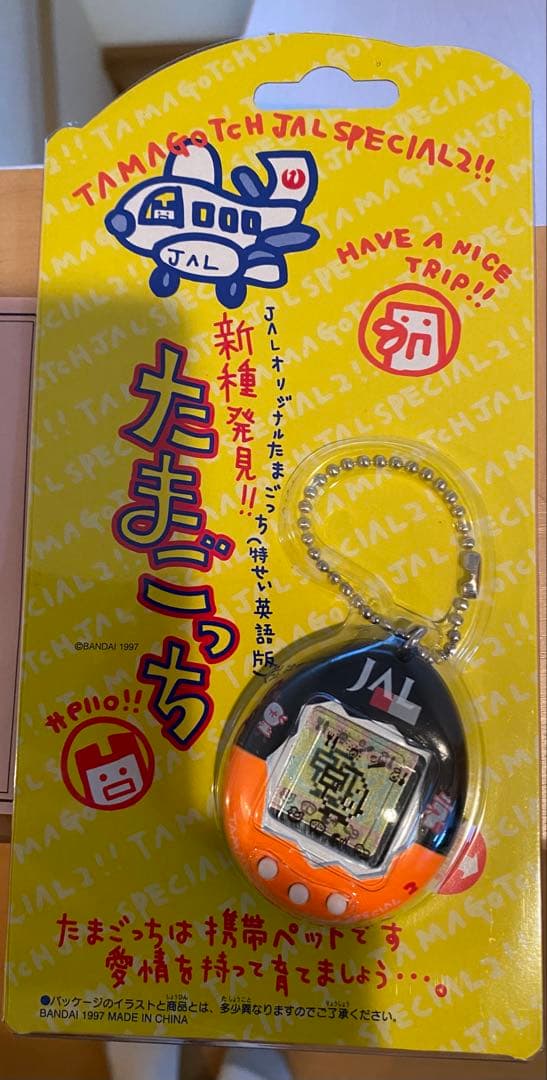 TAMAGOTCH JAL SPECIAL2!!
JAL
HAVE A NICE
TRIP!!
JALオリジナルたまごっち(特せい英語版)
新種発見!!
たまごっち
©BANDAI 1997
Hello!!
JAL
たまごっちは携帯ペットです
愛情を持って育てましょう・・・。
●パッケージのイラストと商品とは、多少異なりますのでご了承ください。
BANDAI 1997 MADE IN CHINA